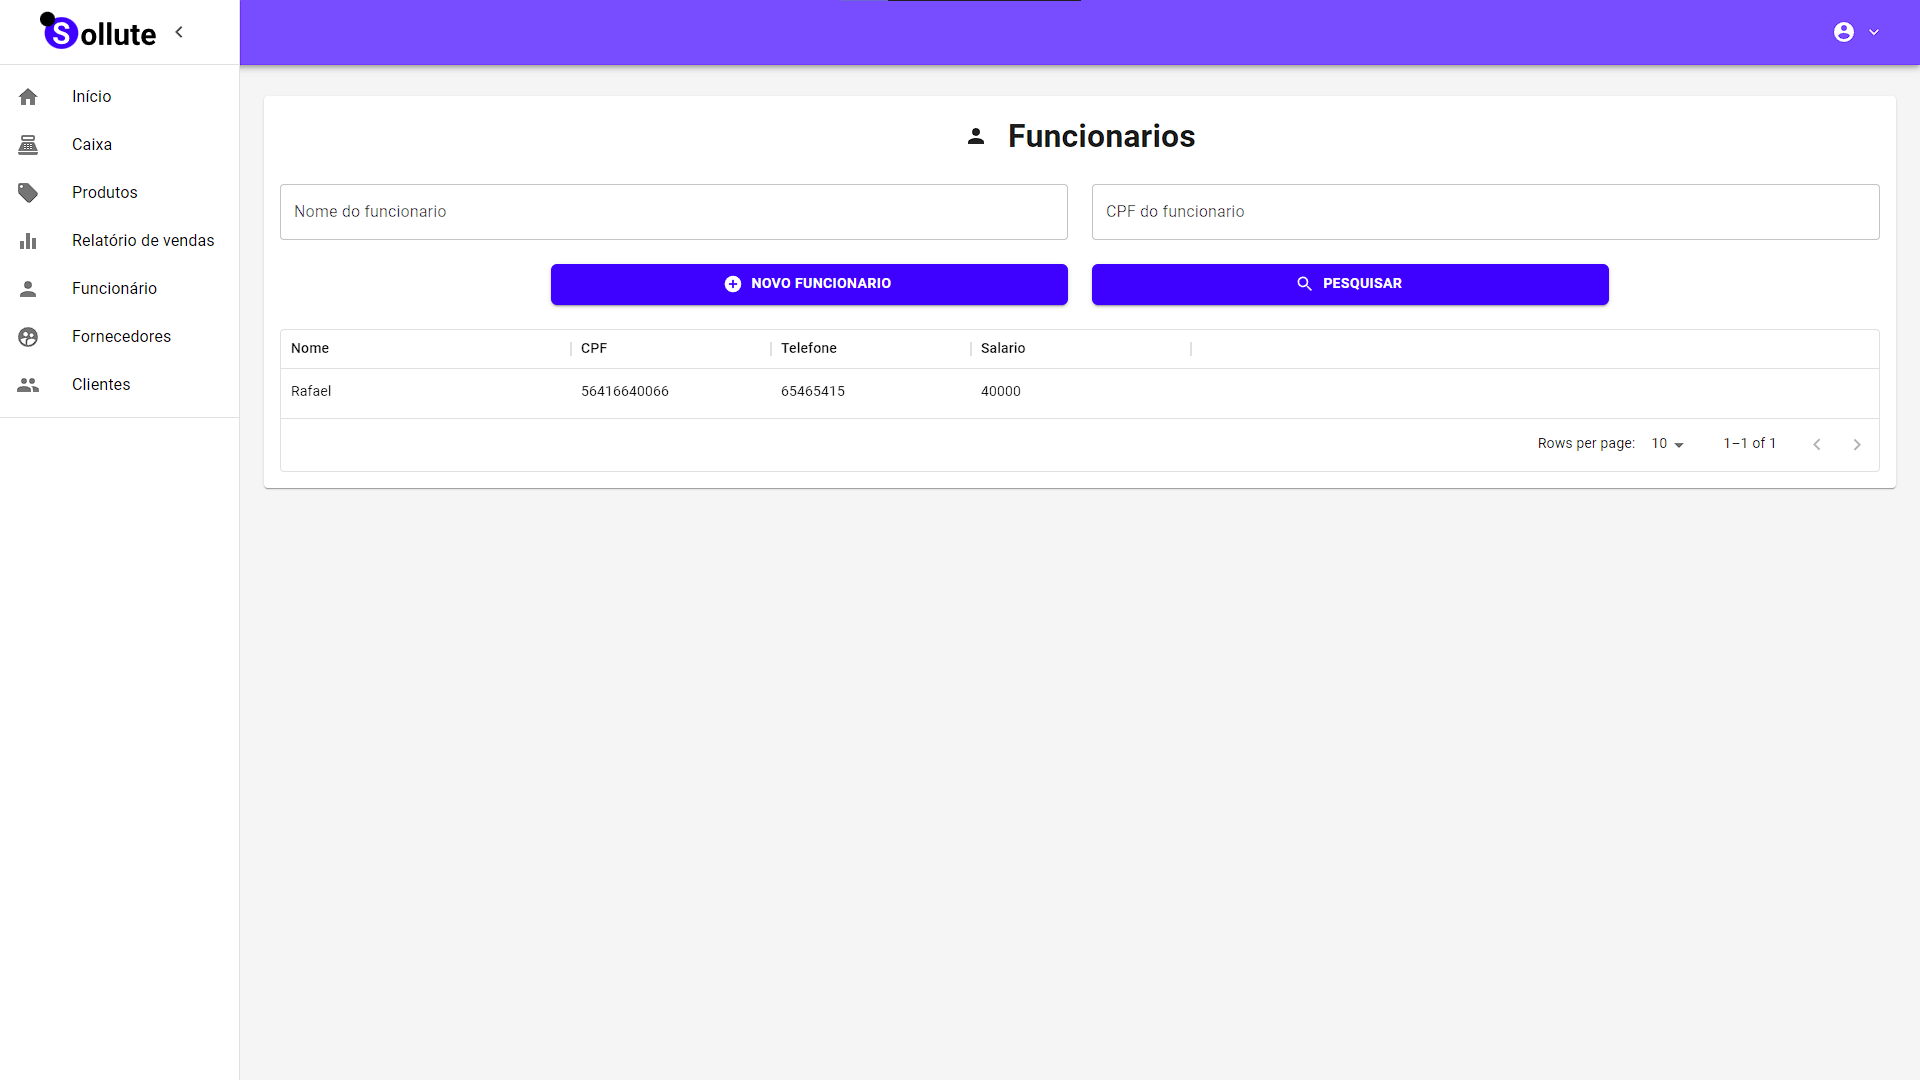 Sollute
Início
Caixa
Produtos
Relatório de vendas
Funcionário
Fornecedores
Clientes
Funcionarios
Nome do funcionario
CPF do funcionario
NOVO FUNCIONARIO
PESQUISAR
Nome CPF Telefone Salario
Rafael 56416640066 65465415 40000
Rows per page: 10 1–1 of 1